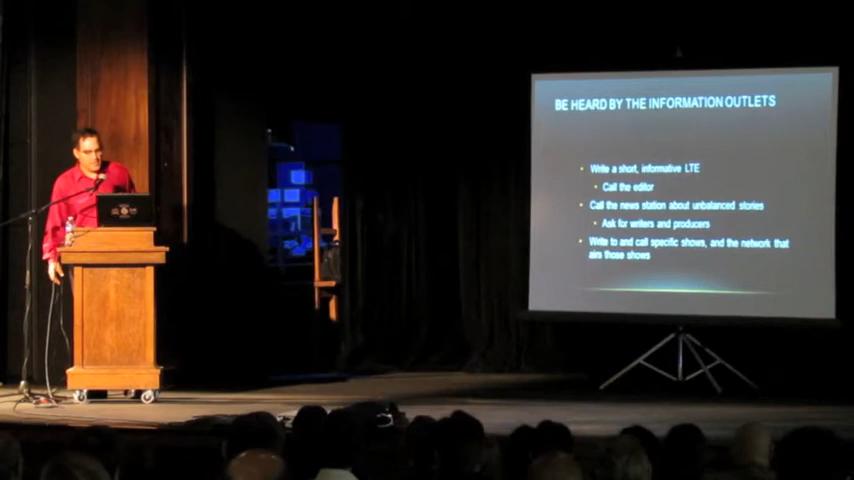 BE HEARD BY THE INFORMATION OUTLETS
Write a short, informative LTE
Call the editor
Call the news station about unbalanced stories
Ask for writers and producers
Write to and call specific shows, and the network that
airs those shows